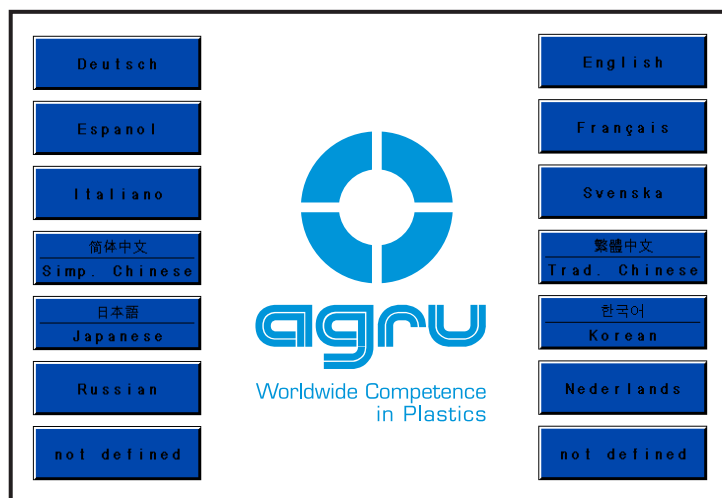 Deutsch
Espanol
Italiano
简体中文
Simp. Chinese
日本語
Japanese
Russian
not defined
agru
Worldwide Competence
in Plastics
English
Français
Svenska
繁體中文
Trad. Chinese
한국어
Korean
Nederlands
not defined